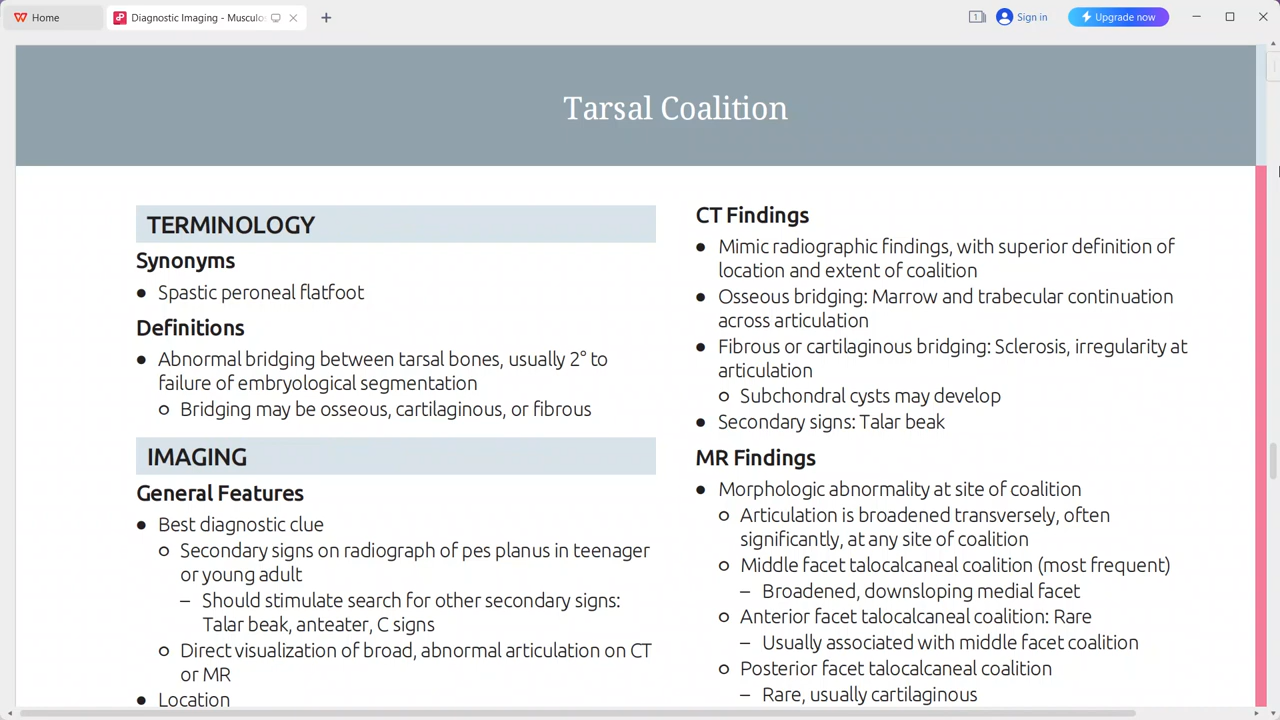 Home
Diagnostic Imaging - Musculo
1
Sign in
Upgrade now
Tarsal Coalition
TERMINOLOGY
Synonyms
● Spastic peroneal flatfoot
Definitions
● Abnormal bridging between tarsal bones, usually 2° to
failure of embryological segmentation
○ Bridging may be osseous, cartilaginous, or fibrous
IMAGING
General Features
● Best diagnostic clue
○ Secondary signs on radiograph of pes planus in teenager
or young adult
– Should stimulate search for other secondary signs:
Talar beak, anteater, C signs
○ Direct visualization of broad, abnormal articulation on CT
or MR
● Location
CT Findings
● Mimic radiographic findings, with superior definition of
location and extent of coalition
● Osseous bridging: Marrow and trabecular continuation
across articulation
● Fibrous or cartilaginous bridging: Sclerosis, irregularity at
articulation
○ Subchondral cysts may develop
● Secondary signs: Talar beak
MR Findings
● Morphologic abnormality at site of coalition
○ Articulation is broadened transversely, often
significantly, at any site of coalition
○ Middle facet talocalcaneal coalition (most frequent)
– Broadened, downsloping medial facet
○ Anterior facet talocalcaneal coalition: Rare
– Usually associated with middle facet coalition
○ Posterior facet talocalcaneal coalition
– Rare, usually cartilaginous